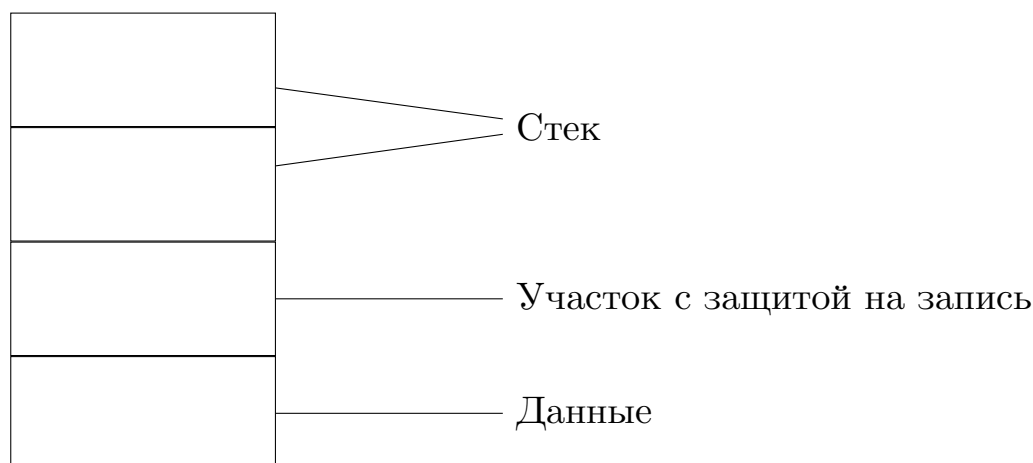 Стек
Участок с защитой на запись
Данные